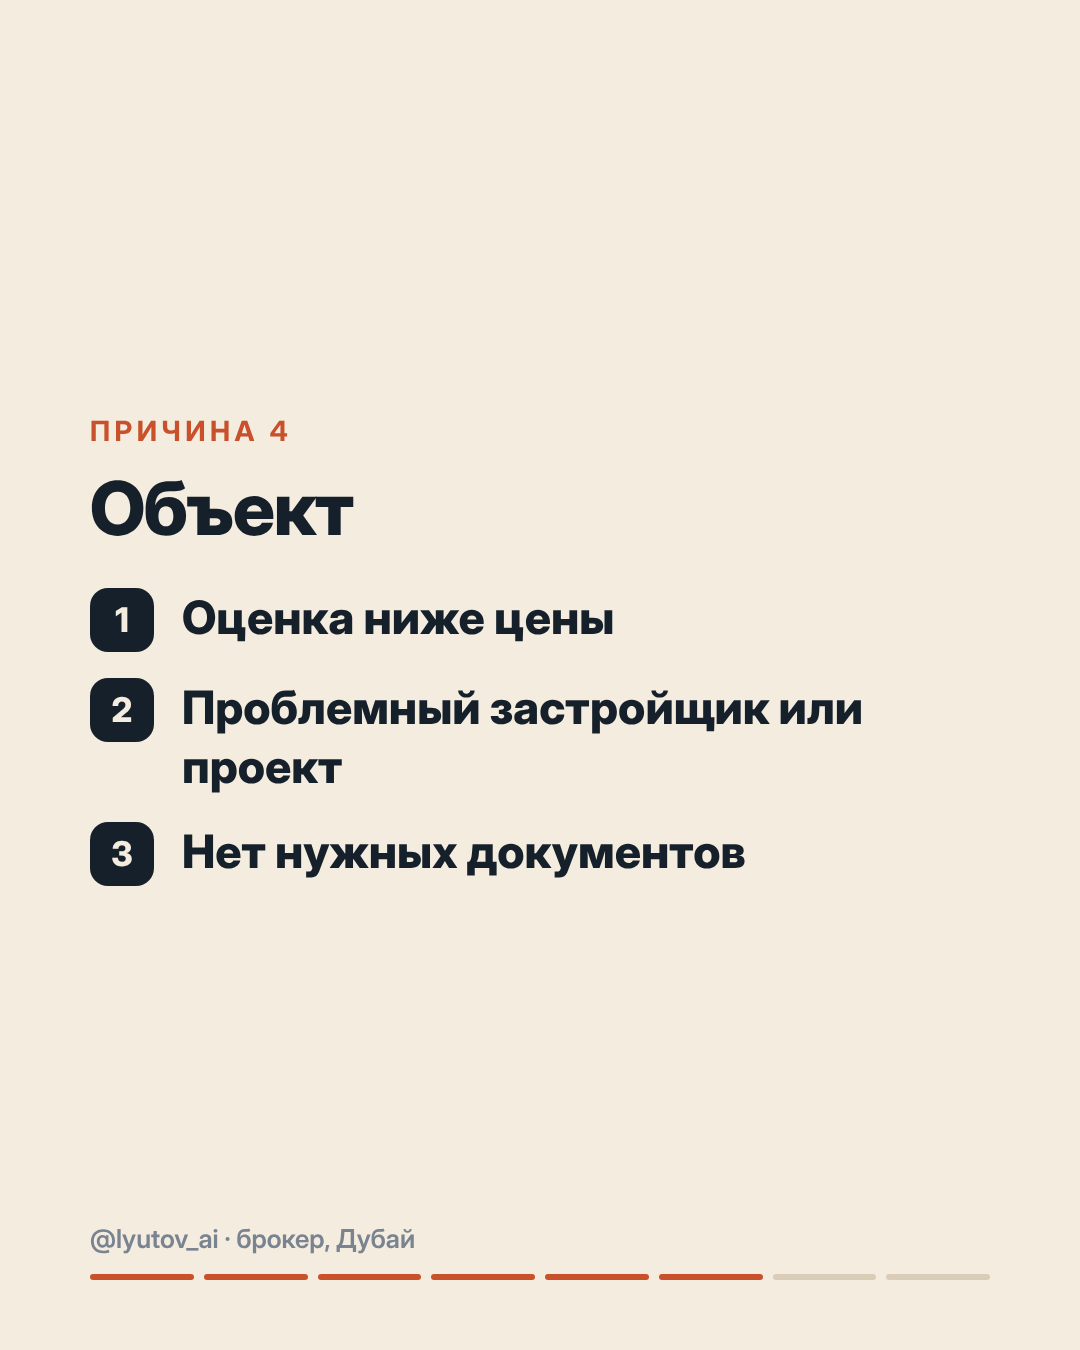 ПРИЧИНА 4
Объект
1 Оценка ниже цены
2 Проблемный застройщик или
проект
3 Нет нужных документов
@lyutov_ai · брокер, Дубай